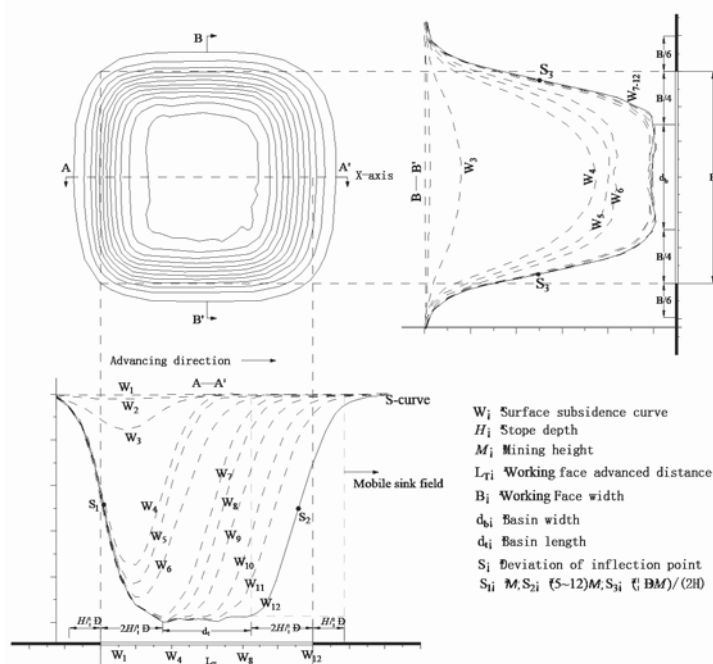 B
A
A'
X-axis
B'
B—B'
W3
S3
W7-12
W4
W6
W5
S3
B/6
B/4
db
B/4
B/6
Advancing direction
A—A'
S-curve
W1
W2
W3
S1
W4
W5
W6
W7
W8
W9
W10
W11
W12
S2
Mobile sink field
dt
W1
W4
W8
W12
Wi Surface subsidence curve
Hi Stope depth
Mi Mining height
LTi Working face advanced distance
Bi Working Face width
dbi Basin width
dti Basin length
Si Deviation of inflection point